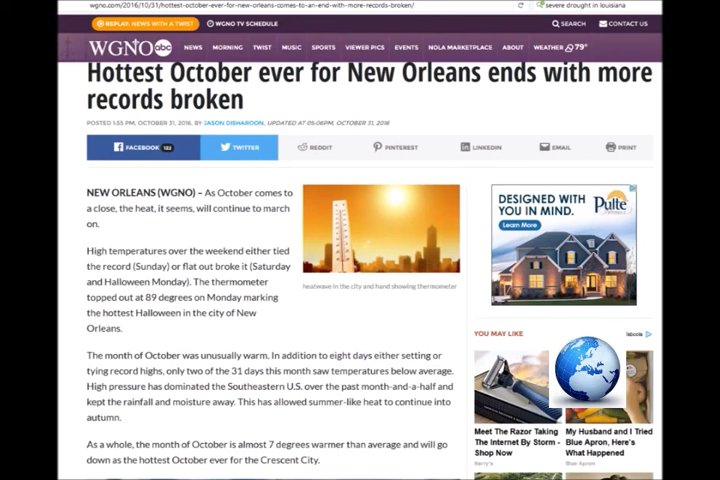 wgno.com/2016/10/31/hottest-october-ever-for-new-orleans-comes-to-an-end-with-more-records-broken/
severe drought in louisiana
REPLAY: NEWS WITH A TWIST
WGNO TV SCHEDULE
SEARCH
CONTACT US
WGNO abc
NEWS MORNING TWIST MUSIC SPORTS VIEWER PICS EVENTS NOLA MARKETPLACE ABOUT WEATHER 79°
Hottest October ever for New Orleans ends with more
records broken
POSTED 1:55 PM, OCTOBER 31, 2016, BY JASON DISHAROON, UPDATED AT 05:06PM, OCTOBER 31, 2016
FACEBOOK
TWITTER
REDDIT
PINTEREST
LINKEDIN
EMAIL
PRINT
NEW ORLEANS (WGNO) – As October comes to
a close, the heat, it seems, will continue to march
on.
heatwave in the city and hand showing thermometer
High temperatures over the weekend either tied
the record (Sunday) or flat out broke it (Saturday
and Halloween Monday). The thermometer
topped out at 89 degrees on Monday marking
the hottest Halloween in the city of New
Orleans.
The month of October was unusually warm. In addition to eight days either setting or
tying record highs, only two of the 31 days this month saw temperatures below average.
High pressure has dominated the Southeastern U.S. over the past month-and-a-half and
kept the rainfall and moisture away. This has allowed summer-like heat to continue into
autumn.
As a whole, the month of October is almost 7 degrees warmer than average and will go
down as the hottest October ever for the Crescent City.
DESIGNED WITH
YOU IN MIND.
Learn More
Pulte
YOU MAY LIKE
Taboola
Meet The Razor Taking
The Internet By Storm -
Shop Now
Harry's
My Husband and I Tried
Blue Apron, Here's
What Happened
Blue Apron